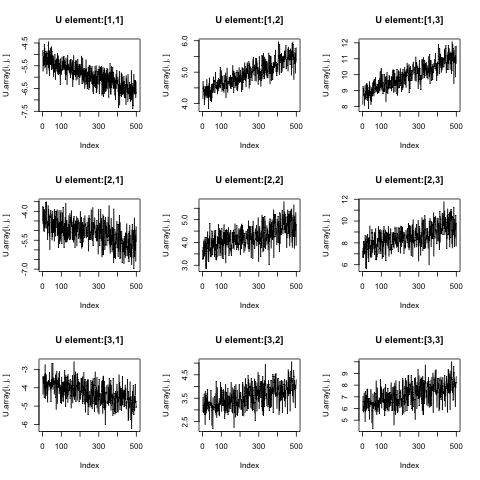 U element:[1,1]
U.array[i, j, ]
-4.5
-5.5
-6.5
-7.5
0 100 300 500
Index
U element:[1,2]
U.array[i, j, ]
6.0
5.0
4.0
0 100 300 500
Index
U element:[1,3]
U.array[i, j, ]
12
11
10
9
8
0 100 300 500
Index
U element:[2,1]
U.array[i, j, ]
-4.0
-5.5
-7.0
0 100 300 500
Index
U element:[2,2]
U.array[i, j, ]
5.0
4.0
3.0
0 100 300 500
Index
U element:[2,3]
U.array[i, j, ]
12
10
8
6
0 100 300 500
Index
U element:[3,1]
U.array[i, j, ]
-3
-4
-5
-6
0 100 300 500
Index
U element:[3,2]
U.array[i, j, ]
4.5
3.5
2.5
0 100 300 500
Index
U element:[3,3]
U.array[i, j, ]
9
8
7
6
5
0 100 300 500
Index